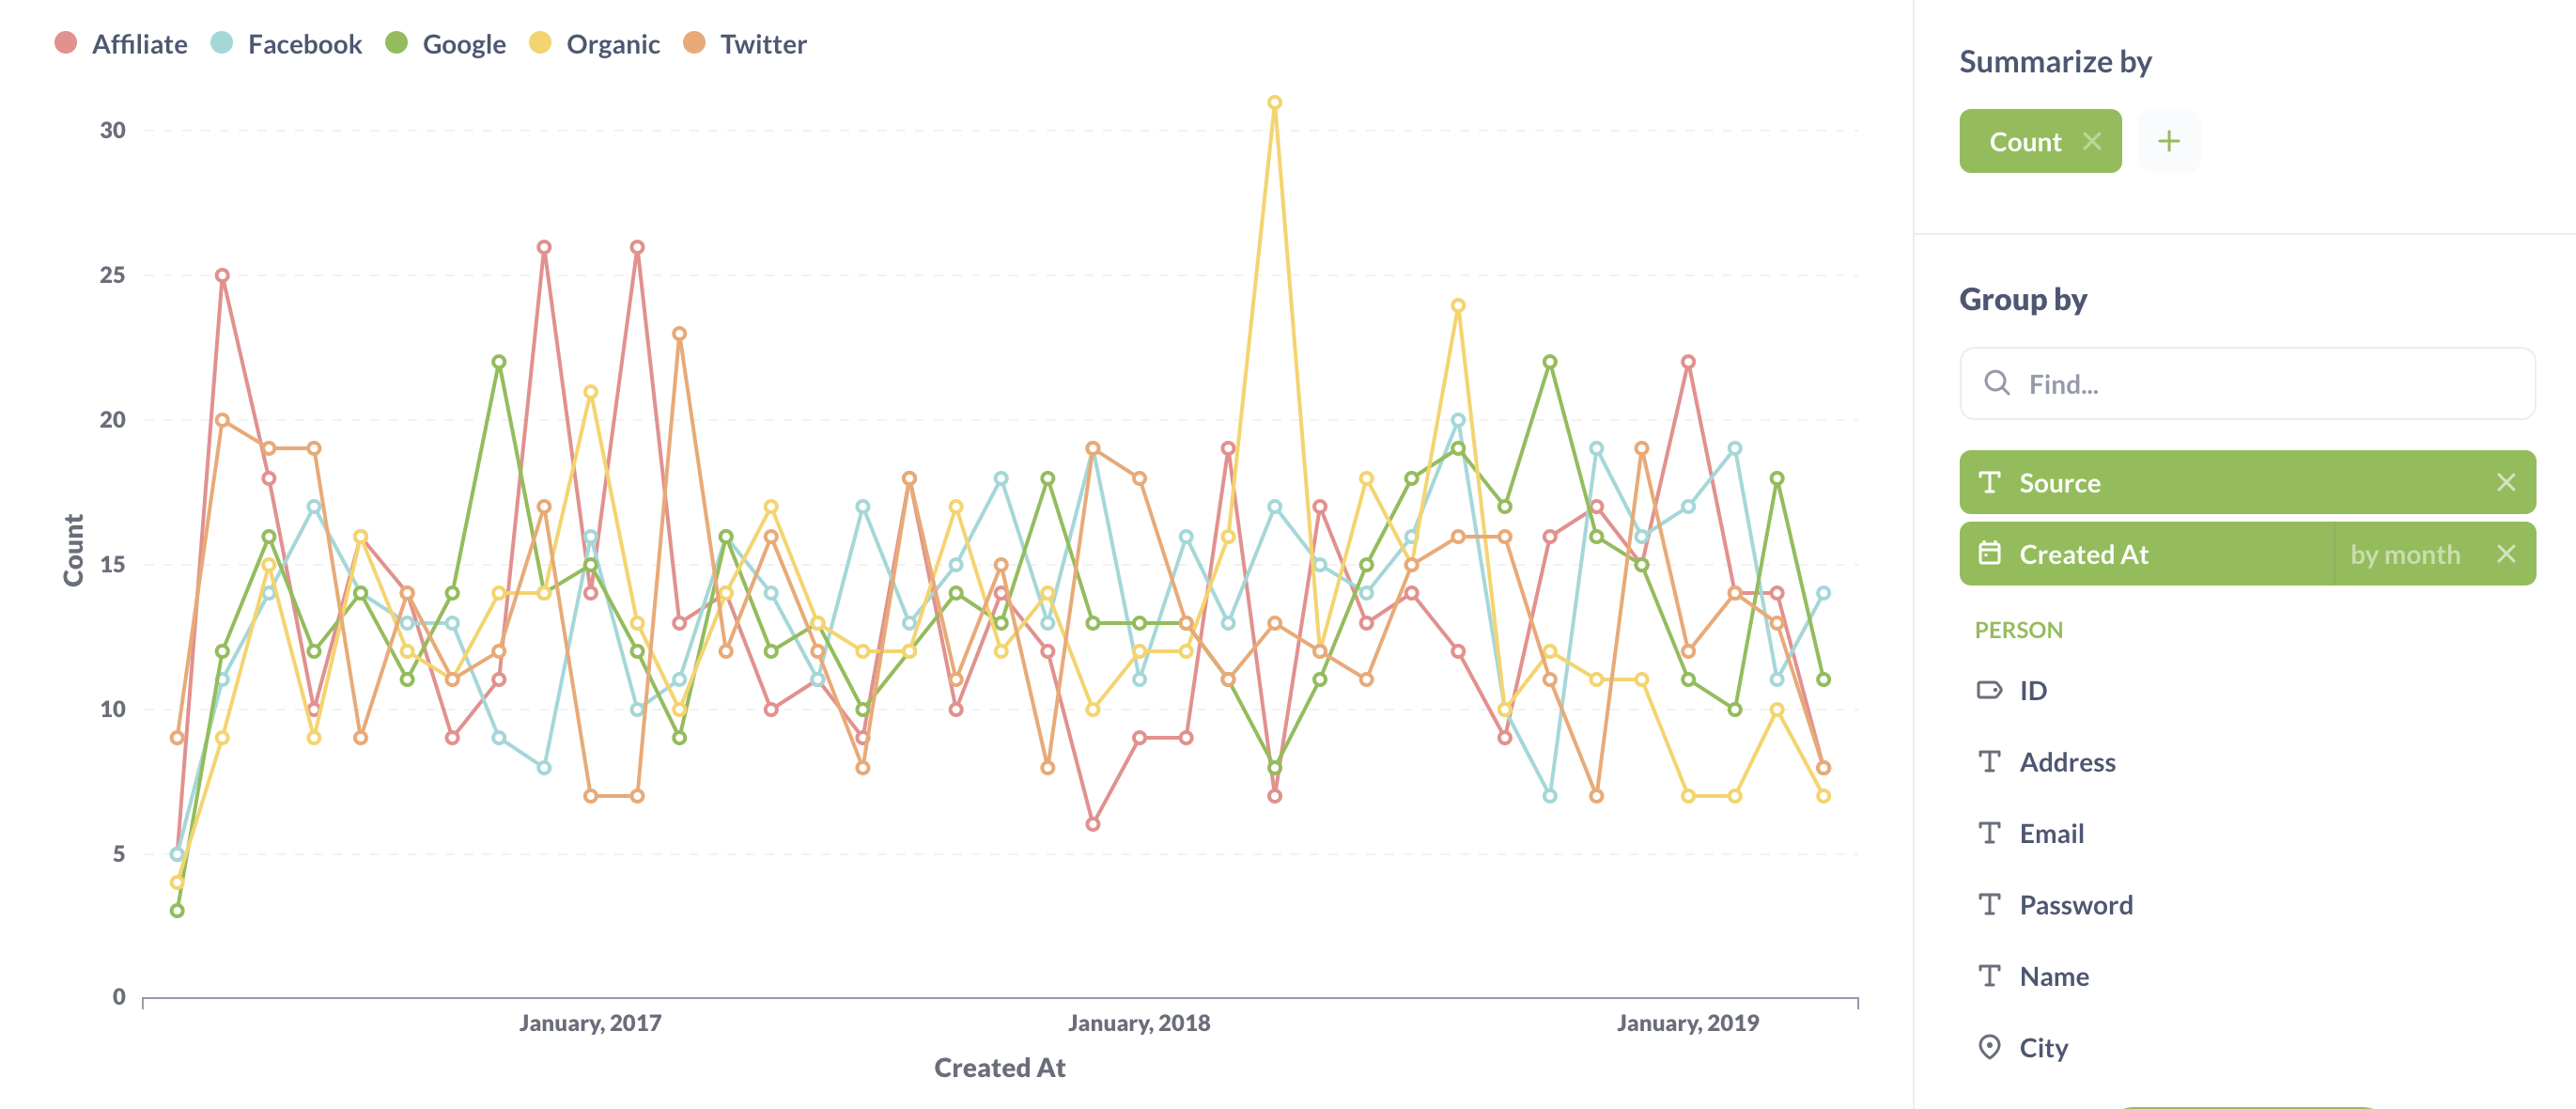 Affiliate Facebook Google Organic Twitter
30
25
20
15
10
5
0
Count
January, 2017 January, 2018 January, 2019
Created At
Summarize by
Count
Group by
Find...
Source
Created At by month
PERSON
ID
Address
Email
Password
Name
City